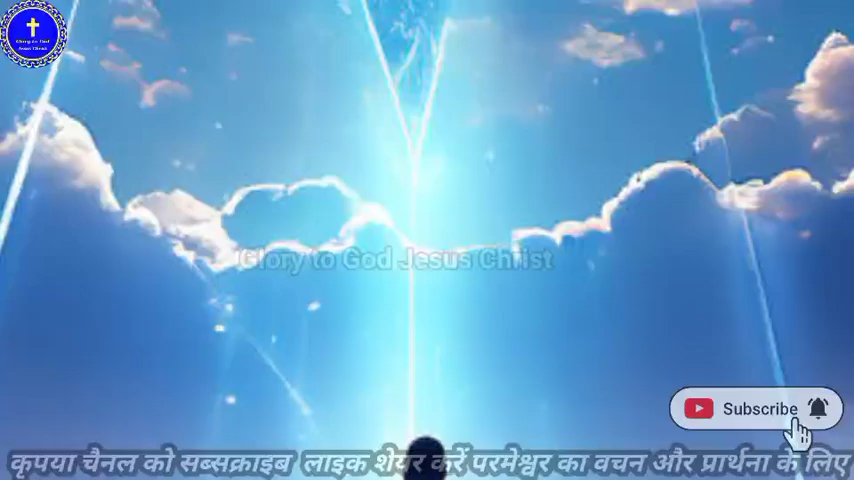 Glory to God Jesus Christ
Subscribe
कृपया चैनल को सब्सक्राइब लाइक शेयर करें परमेश्वर का वचन और प्रार्थना के लिए